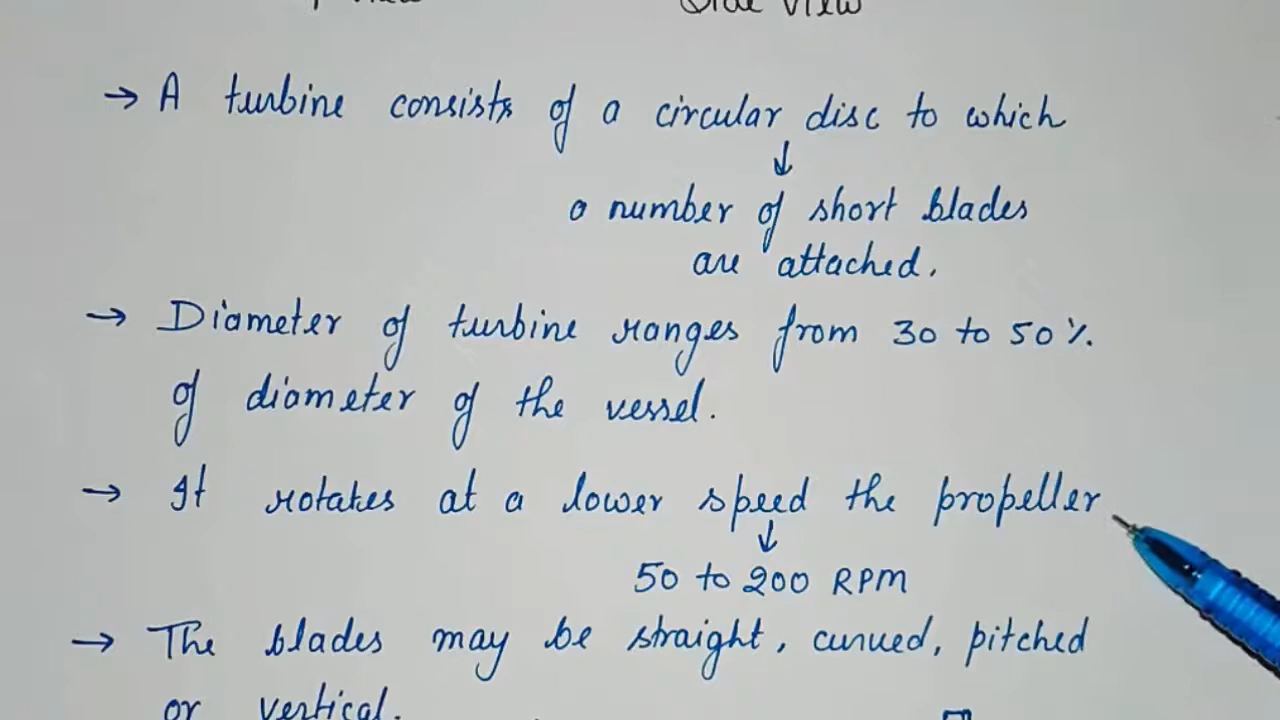 Side View
→ A turbine consists of a circular disc to which
↓
a number of short blades
are attached.
→ Diameter of turbine ranges from 30 to 50%
of diameter of the vessel.
→ It rotates at a lower speed the propeller
↓
50 to 200 RPM
→ The blades may be straight, curved, pitched
or vertical.